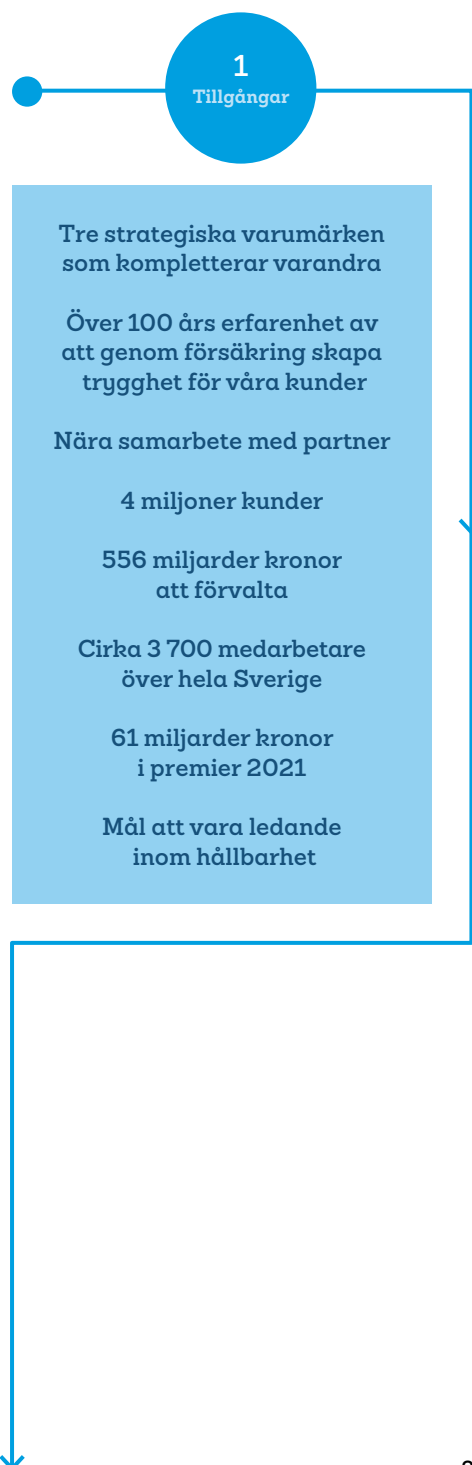 1
Tillgångar
Tre strategiska varumärken
som kompletterar varandra
Över 100 års erfarenhet av
att genom försäkring skapa
trygghet för våra kunder
Nära samarbete med partner
4 miljoner kunder
556 miljarder kronor
att förvalta
Cirka 3 700 medarbetare
över hela Sverige
61 miljarder kronor
i premier 2021
Mål att vara ledande
inom hållbarhet